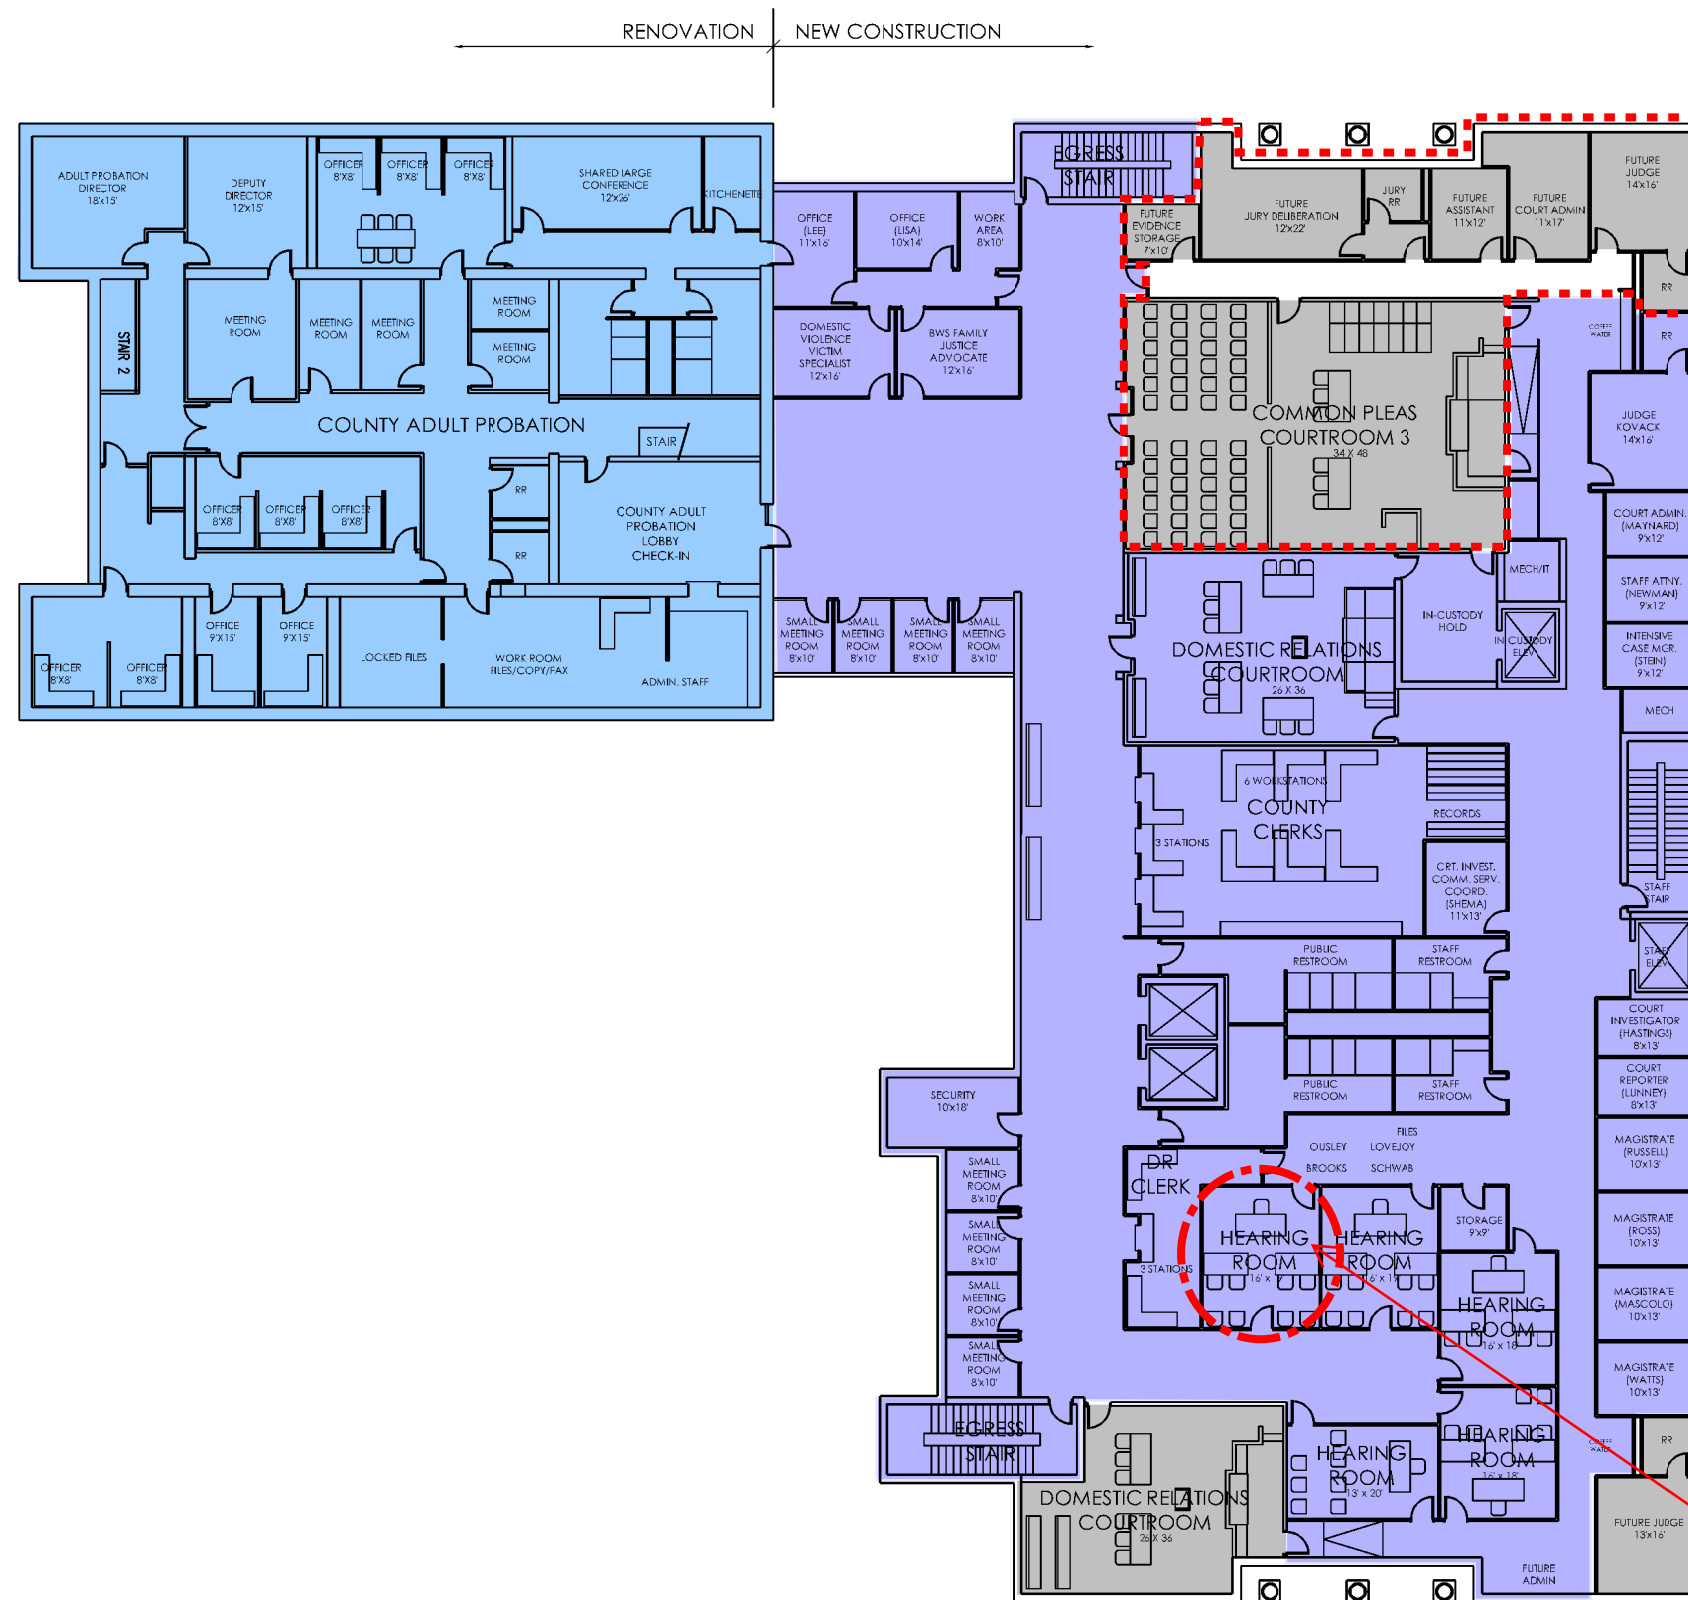 RENOVATION
NEW CONSTRUCTION
ADULT PROBATION
DIRECTOR
18'x15'
DEPUTY
DIRECTOR
12'x15'
OFFICER
8'X8'
OFFICER
8'X8'
OFFICER
8'X8'
SHARED LARGE
CONFERENCE
12'x26'
KITCHENETTE
MEETING
ROOM
MEETING
ROOM
MEETING
ROOM
MEETING
ROOM
MEETING
ROOM
STAIR 2
COUNTY ADULT PROBATION
STAIR
OFFICER
8'X8'
OFFICER
8'X8'
OFFICER
8'X8'
RR
RR
COUNTY ADULT
PROBATION
LOBBY
CHECK-IN
OFFICER
8'X8'
OFFICER
8'X8'
OFFICE
9'X15'
OFFICE
9'X15'
LOCKED FILES
WORK ROOM
FILES/COPY/FAX
ADMIN. STAFF
EGRESS
STAIR
OFFICE
(LEE)
11'x16'
OFFICE
(LISA)
10'x14'
WORK
AREA
8'x10'
DOMESTIC
VIOLENCE
VICTIM
SPECIALIST
12'x16'
BWS FAMILY
JUSTICE
ADVOCATE
12'x16'
SMALL
MEETING
ROOM
8'x10'
SMALL
MEETING
ROOM
8'x10'
SMALL
MEETING
ROOM
8'x10'
SMALL
MEETING
ROOM
8'x10'
FUTURE
EVIDENCE
STORAGE
7'x10'
FUTURE
JURY DELIBERATION
12'x22'
JURY
RR
FUTURE
ASSISTANT
11'x12'
FUTURE
COURT ADMIN
11'x17'
FUTURE
JUDGE
14'x16'
RR
RR
COFFEE
WATER
COMMON PLEAS
COURTROOM 3
34 X 48
JUDGE
KOVACK
14'x16'
COURT ADMIN.
(MAYNARD)
9'x12'
STAFF ATNY.
(NEWMAN)
9'x12'
INTENSIVE
CASE MGR.
(STEIN)
9'x12'
MECH
MECH/IT
IN-CUSTODY
HOLD
IN-CUSTODY
ELEV.
DOMESTIC RELATIONS
COURTROOM
26 X 36
6 WORKSTATIONS
COUNTY
CLERKS
3 STATIONS
RECORDS
CRT. INVEST.
COMM. SERV.
COORD.
(SHEMA)
11'x13'
STAFF
STAIR
STAFF
ELEV.
PUBLIC
RESTROOM
STAFF
RESTROOM
PUBLIC
RESTROOM
STAFF
RESTROOM
COURT
INVESTIGATOR
(HASTINGS)
8'x13'
COURT
REPORTER
(LUNNEY)
8'x13'
MAGISTRATE
(RUSSELL)
10'x13'
MAGISTRATE
(ROSS)
10'x13'
MAGISTRATE
(MASCOLO)
10'x13'
MAGISTRATE
(WATTS)
10'x13'
SECURITY
10'x18'
SMALL
MEETING
ROOM
8'x10'
SMALL
MEETING
ROOM
8'x10'
SMALL
MEETING
ROOM
8'x10'
SMALL
MEETING
ROOM
8'x10'
FILES
OUSLEY
LOVEJOY
BROOKS
SCHWAB
DR
CLERK
3 STATIONS
HEARING
ROOM
HEARING
ROOM
STORAGE
9'x9'
HEARING
ROOM
16' x 18'
HEARING
ROOM
16' x 18'
HEARING
ROOM
13' x 20'
EGRESS
STAIR
DOMESTIC RELATIONS
COURTROOM
26 X 36
COFFEE
WATER
RR
FUTURE JUDGE
13'x16'
FUTURE
ADMIN